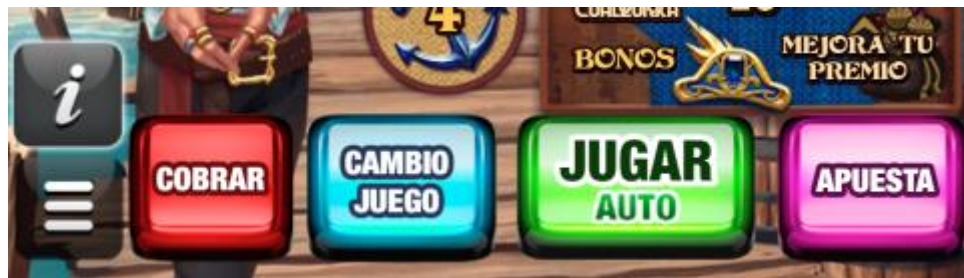 4
BONOS
MEJORA TU
PREMIO
i
COBRAR
CAMBIO
JUEGO
JUGAR
AUTO
APUESTA